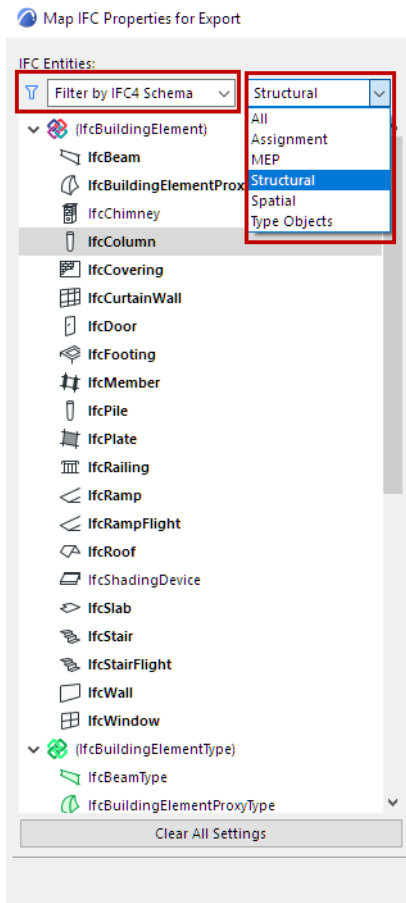 Map IFC Properties for Export
IFC Entities:
Filter by IFC4 Schema
Structural
All
Assignment
MEP
Structural
Spatial
Type Objects
(IfcBuildingElement)
IfcBeam
IfcBuildingElementProx
IfcChimney
IfcColumn
IfcCovering
IfcCurtainWall
IfcDoor
IfcFooting
IfcMember
IfcPile
IfcPlate
IfcRailing
IfcRamp
IfcRampFlight
IfcRoof
IfcShadingDevice
IfcSlab
IfcStair
IfcStairFlight
IfcWall
IfcWindow
(IfcBuildingElementType)
IfcBeamType
IfcBuildingElementProxyType
Clear All Settings